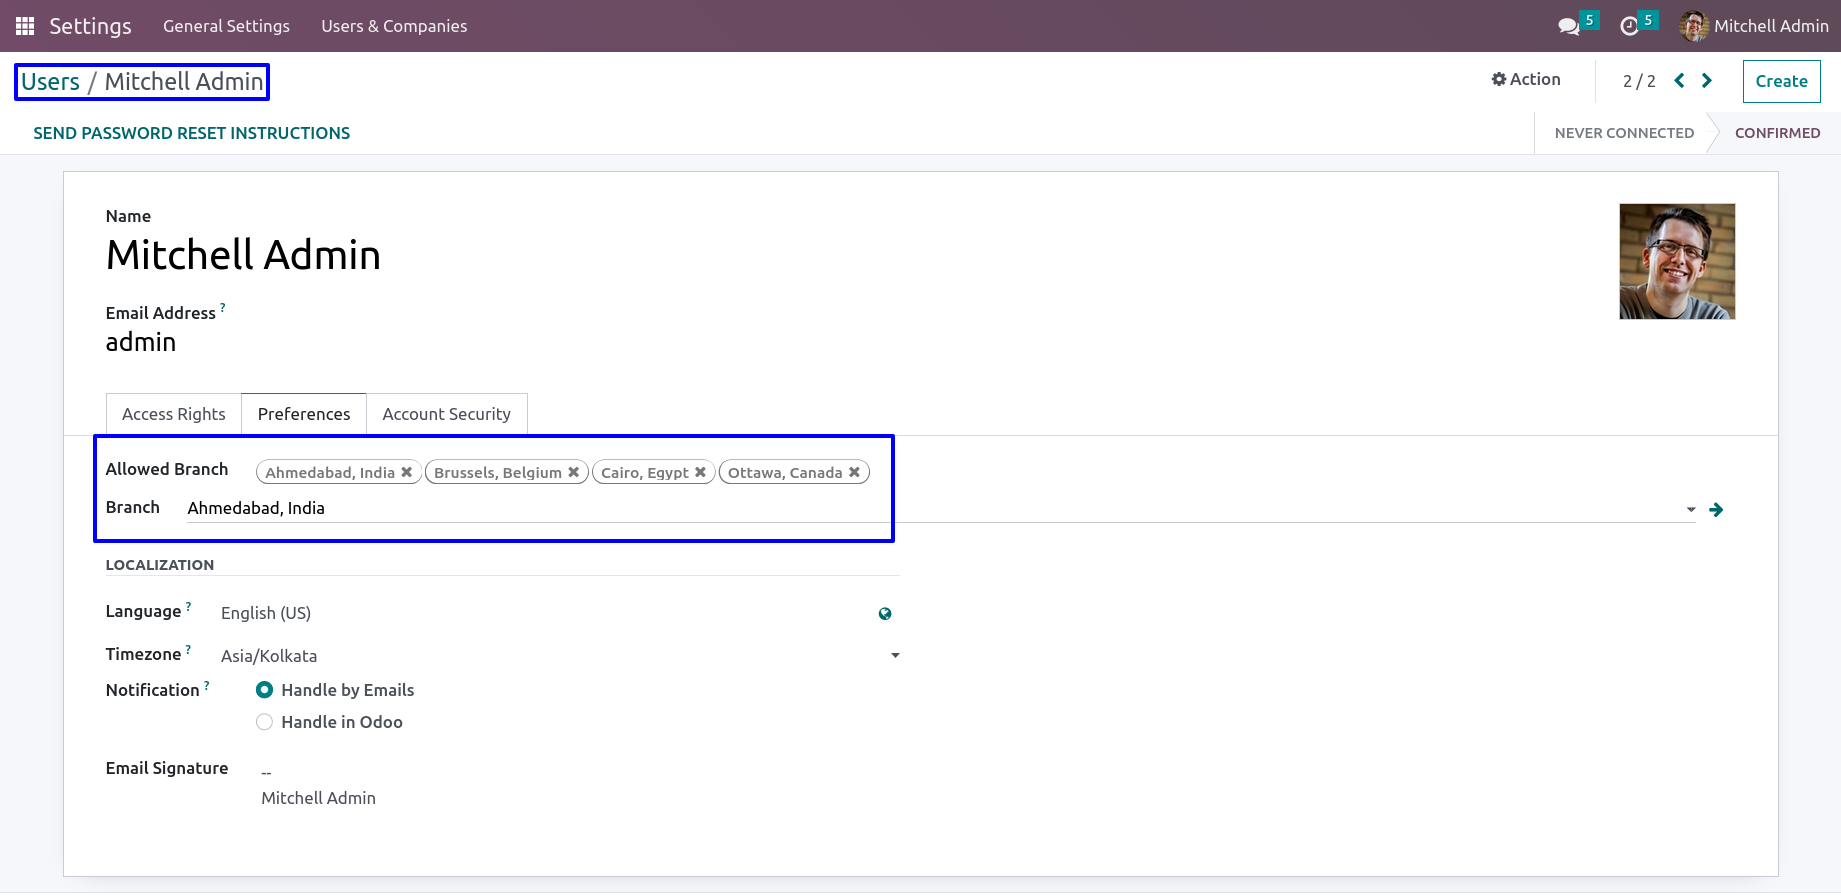 Settings General Settings Users & Companies 5 5 Mitchell Admin
Users / Mitchell Admin Action 2 / 2 Create
SEND PASSWORD RESET INSTRUCTIONS NEVER CONNECTED CONFIRMED
Name
Mitchell Admin
Email Address ?
admin
Access Rights Preferences Account Security
Allowed Branch Ahmedabad, India ✖ Brussels, Belgium ✖ Cairo, Egypt ✖ Ottawa, Canada ✖
Branch Ahmedabad, India
LOCALIZATION
Language ? English (US)
Timezone ? Asia/Kolkata
Notification ? Handle by Emails
Handle in Odoo
Email Signature --
Mitchell Admin